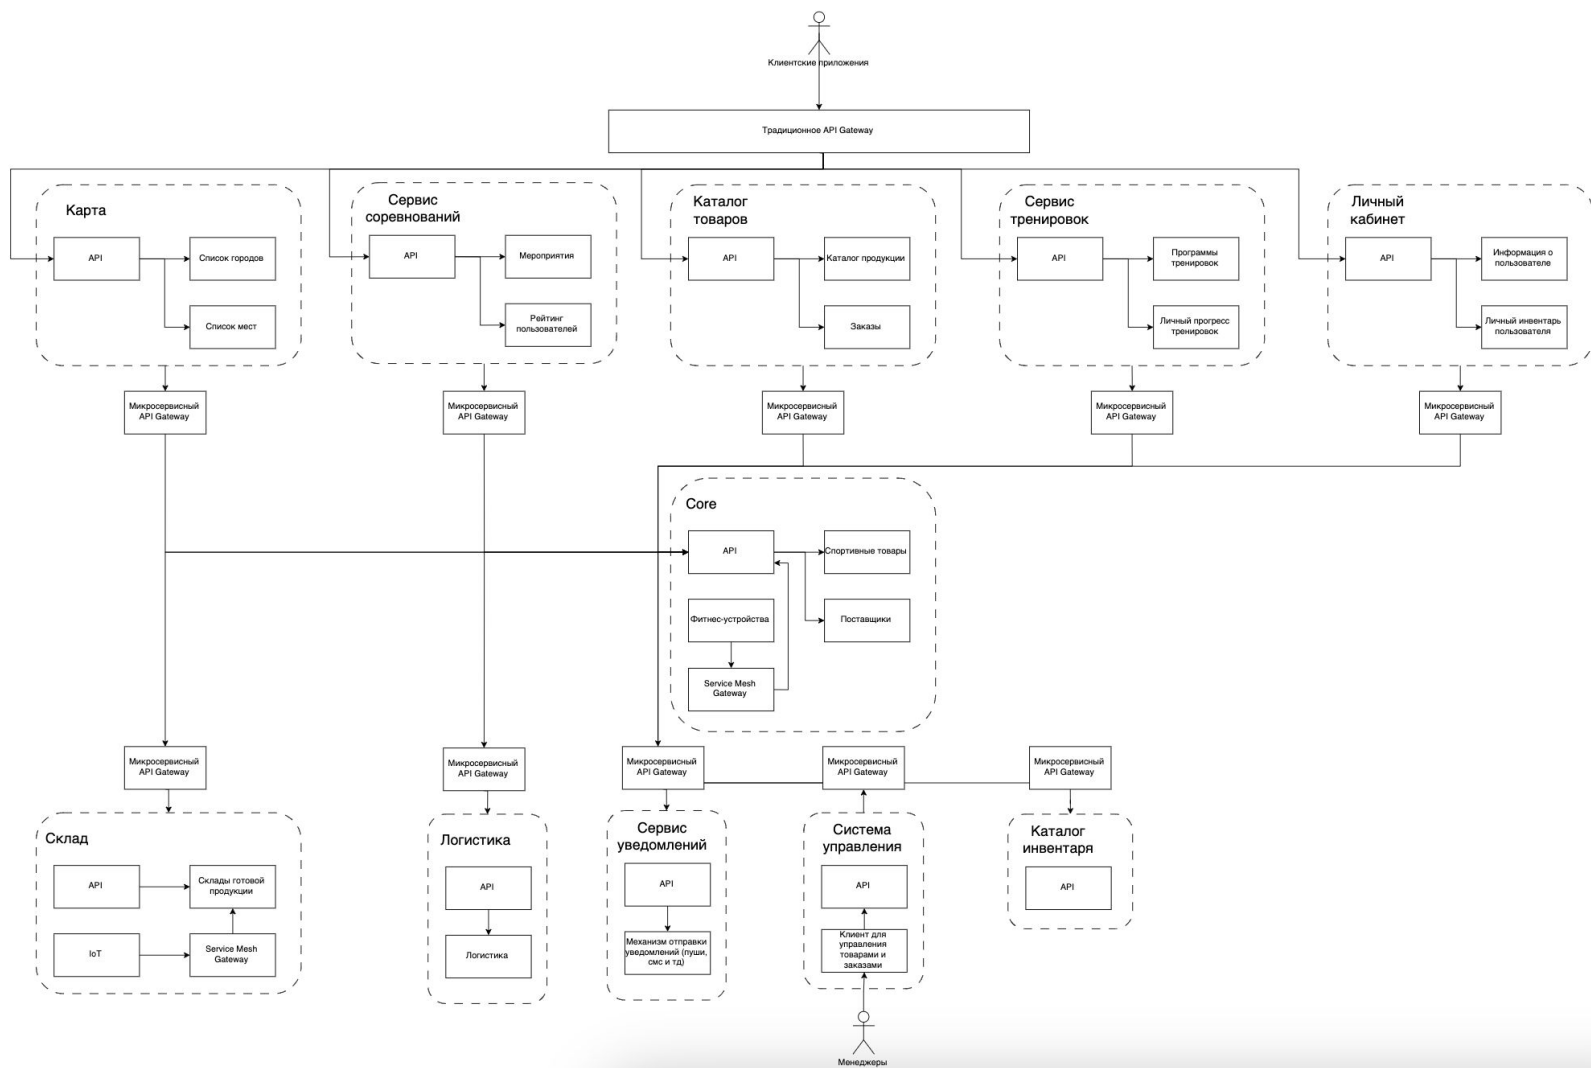 Клиентские приложения
Традиционное API Gateway
Карта
API
Список городов
Список мест
Сервис
соревнований
API
Мероприятия
Рейтинг
пользователей
Каталог
товаров
API
Каталог продукции
Заказы
Сервис
тренировок
API
Программы
тренировок
Личный прогресс
тренировок
Личный
кабинет
API
Информация о
пользователе
Личный инвентарь
пользователя
Микросервисный
API Gateway
Микросервисный
API Gateway
Микросервисный
API Gateway
Микросервисный
API Gateway
Микросервисный
API Gateway
Core
API
Спортивные товары
Фитнес-устройства
Поставщики
Service Mesh
Gateway
Микросервисный
API Gateway
Микросервисный
API Gateway
Микросервисный
API Gateway
Микросервисный
API Gateway
Микросервисный
API Gateway
Склад
API
Склады готовой
продукции
IoT
Service Mesh
Gateway
Логистика
API
Логистика
Сервис
уведомлений
API
Механизм отправки
уведомлений (пуши,
смс и тд)
Система
управления
API
Клиент для
управления
товарами и
заказами
Каталог
инвентаря
API
Менеджеры